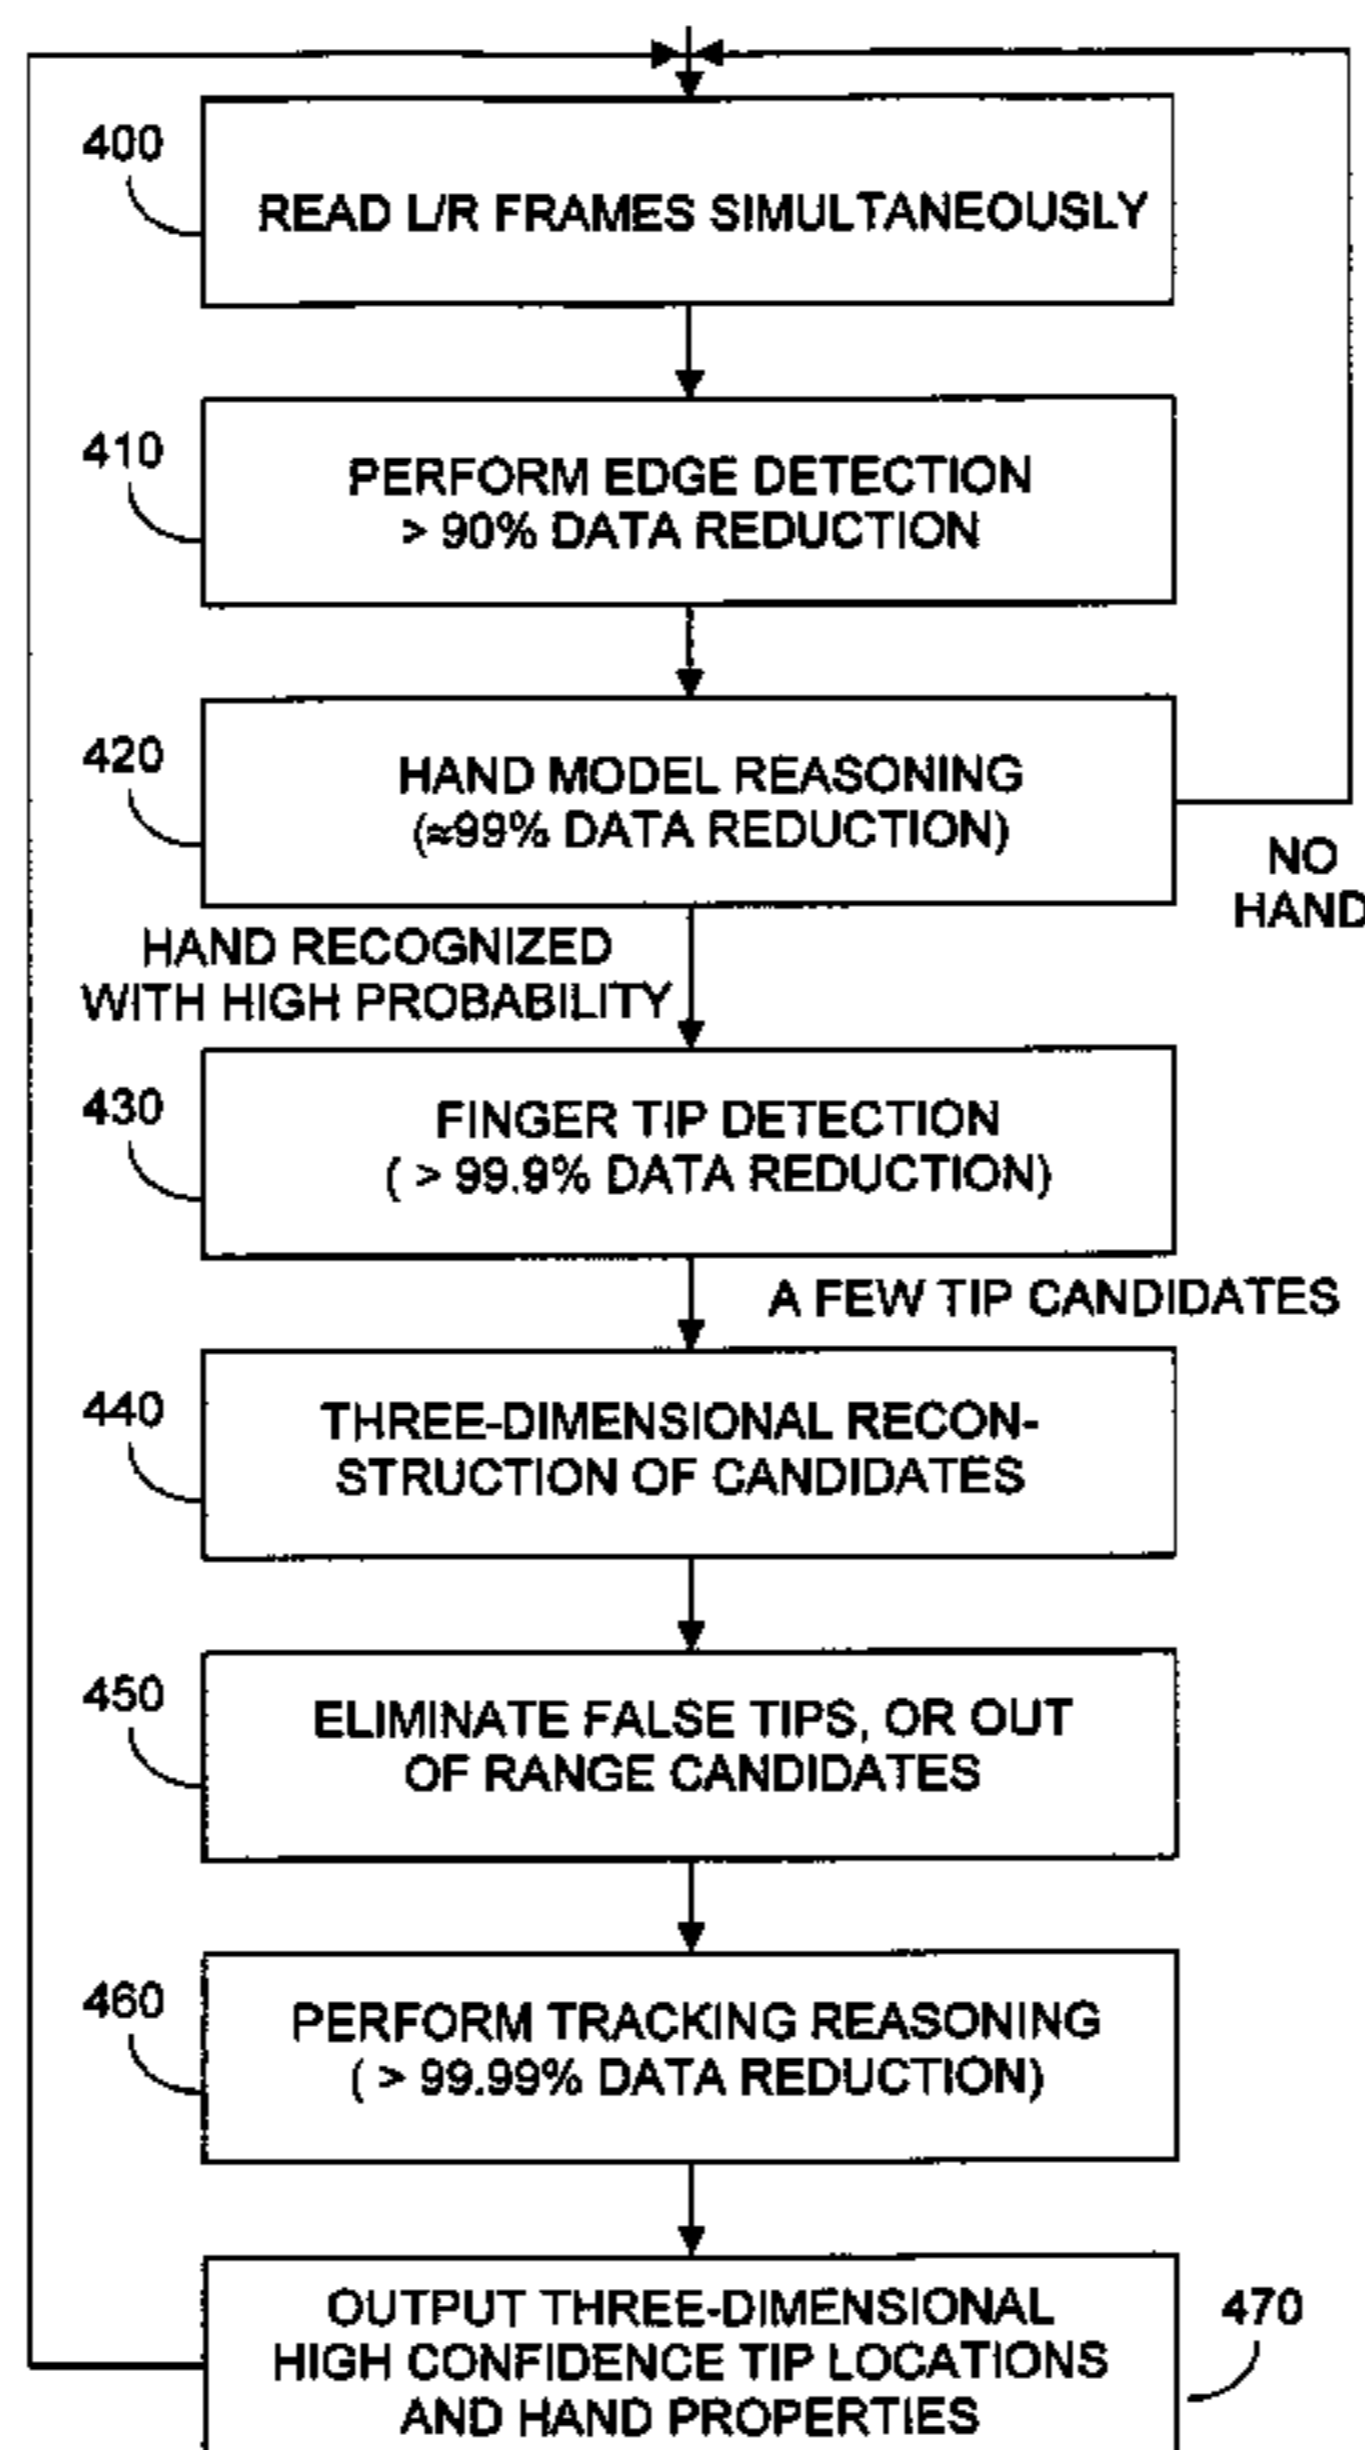 400
READ L/R FRAMES SIMULTANEOUSLY
410
PERFORM EDGE DETECTION
> 90% DATA REDUCTION
420
HAND MODEL REASONING
(≈99% DATA REDUCTION)
NO
HAND
HAND RECOGNIZED
WITH HIGH PROBABILITY
430
FINGER TIP DETECTION
( > 99.9% DATA REDUCTION)
A FEW TIP CANDIDATES
440
THREE-DIMENSIONAL RECON-
STRUCTION OF CANDIDATES
450
ELIMINATE FALSE TIPS, OR OUT
OF RANGE CANDIDATES
460
PERFORM TRACKING REASONING
( > 99.99% DATA REDUCTION)
470
OUTPUT THREE-DIMENSIONAL
HIGH CONFIDENCE TIP LOCATIONS
AND HAND PROPERTIES